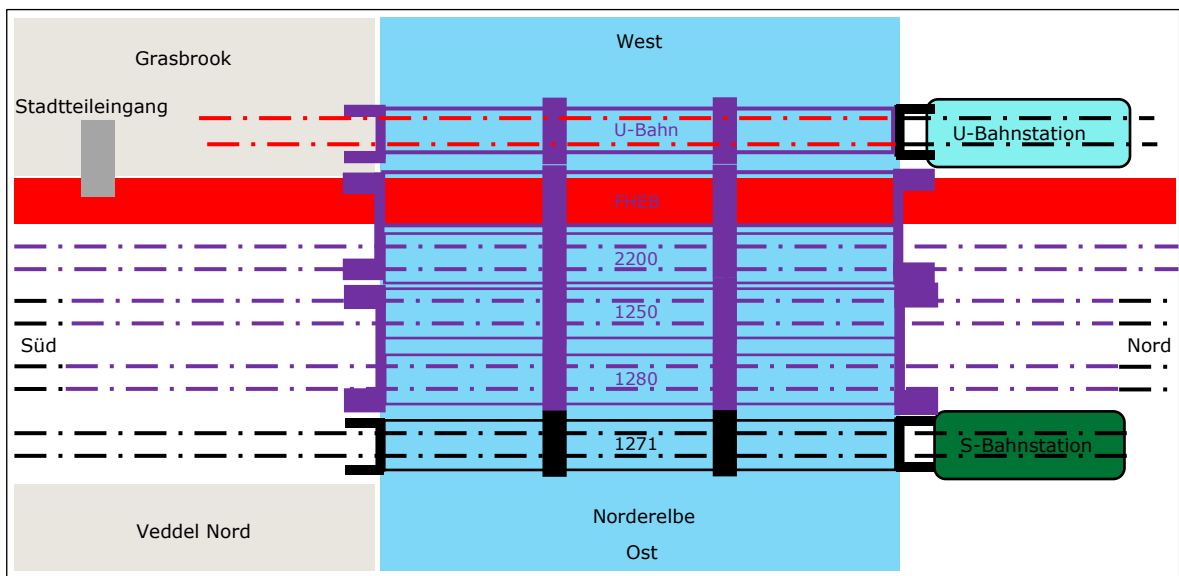 West
Grasbrook
Stadtteileingang
U-Bahn
U-Bahnstation
FHEB
2200
1250
Süd
Nord
1280
1271
S-Bahnstation
Norderelbe
Veddel Nord
Ost